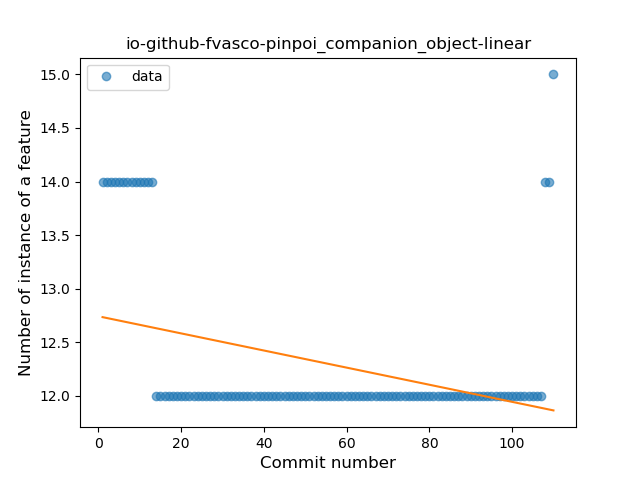 io-github-fvasco-pinpoi_companion_object-linear
data
15.0
14.5
14.0
13.5
13.0
12.5
12.0
0 20 40 60 80 100
Number of instance of a feature
Commit number